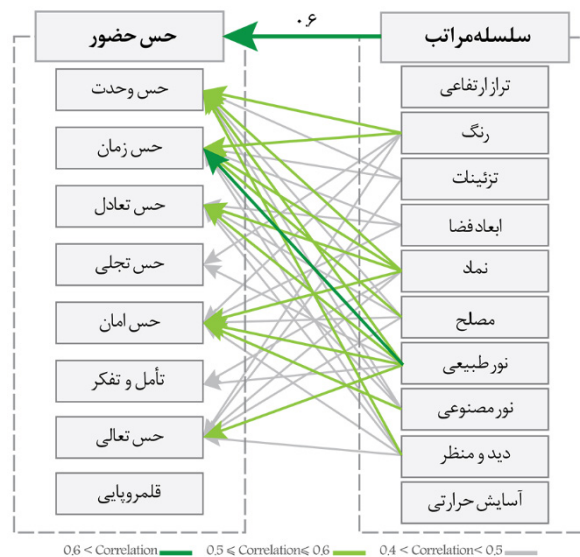 سلسله‌مراتب
۰.۶
حس حضور
تراز ارتفاعی
رنگ
تزئینات
ابعاد فضا
نماد
مصلح
نور طبیعی
نور مصنوعی
دید و منظر
آسایش حرارتی
حس وحدت
حس زمان
حس تعادل
حس تجلی
حس امان
تأمل و تفکر
حس تعالی
قلمروپایی
0.6 < Correlation
0.5 ⩽ Correlation ⩽ 0.6
0.4 < Correlation < 0.5